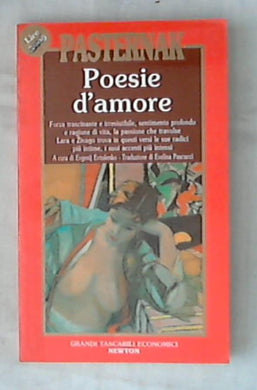 Lire
PASTERNAK
Poesie
d'amore
Forza trascinante e irresistibile, sentimento profondo
e ragione di vita, la passione che travolse
Lara e Zivago trova in questi versi le sue radici
più intime, i suoi accenti più intensi
A cura di Evgenij Evtušenko - Traduzione di Evelina Pascucci
GRANDI TASCABILI ECONOMICI
NEWTON